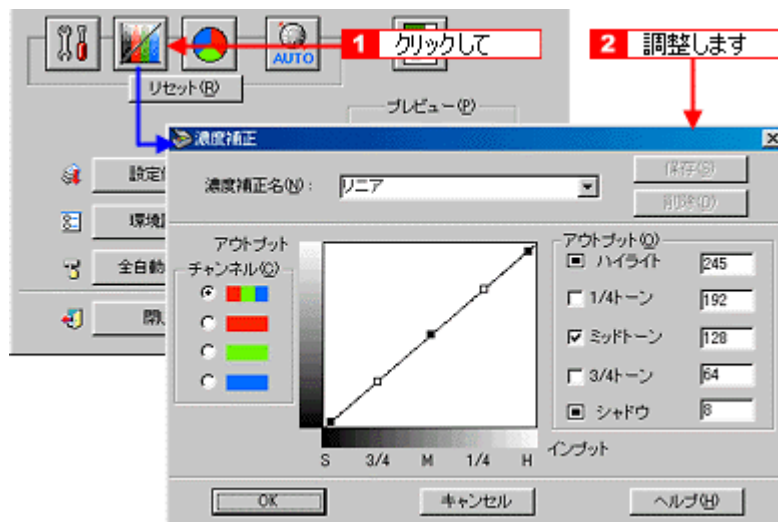 AUTO
1 クリックして
2 調整します
リセット(R)
プレビュー(P)
設定
環境
全自動
濃度補正
濃度補正名(N)：
リニア
保存(S)
削除(D)
アウトプット
チャンネル(C)
アウトプット(O)
ハイライト 245
1/4トーン 192
ミッドトーン 128
3/4トーン 64
シャドウ 8
S 3/4 M 1/4 H
インプット
OK
キャンセル
ヘルプ(H)